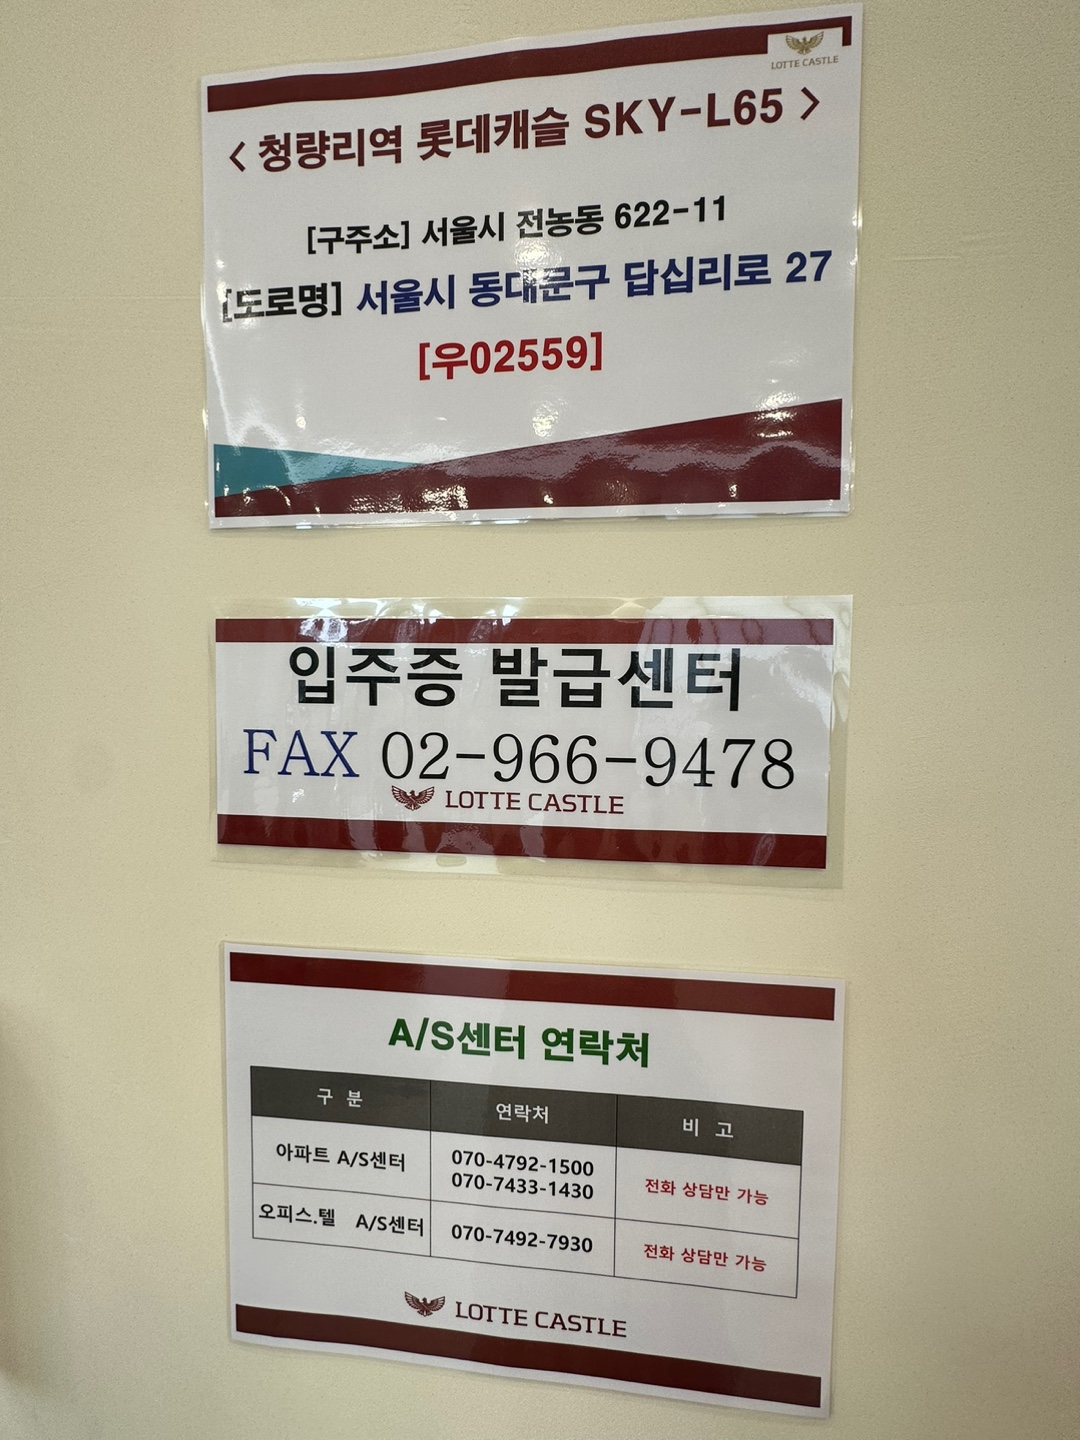 LOTTE CASTLE
< 청량리역 롯데캐슬 SKY-L65 >
[구주소] 서울시 전농동 622-11
[도로명] 서울시 동대문구 답십리로 27
[우02559]
입주증 발급센터
FAX 02-966-9478
LOTTE CASTLE
A/S센터 연락처
구 분 연락처 비 고
아파트 A/S센터 070-4792-1500 070-7433-1430 전화 상담만 가능
오피스.텔 A/S센터 070-7492-7930 전화 상담만 가능
LOTTE CASTLE